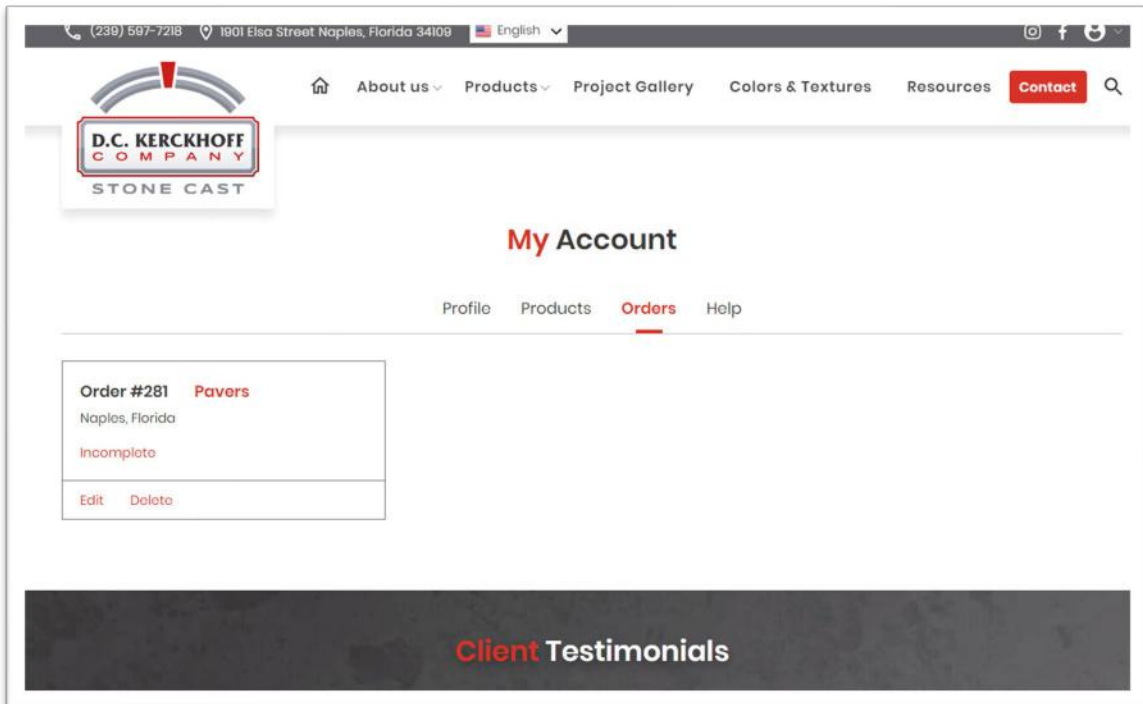 (239) 597-7218 1901 Elsa Street Naples, Florida 34109 English
About us Products Project Gallery Colors & Textures Resources Contact
D.C. KERCKHOFF
COMPANY
STONE CAST
My Account
Profile Products Orders Help
Order #281 Pavers
Naples, Florida
Incomplete
Edit Delete
Client Testimonials